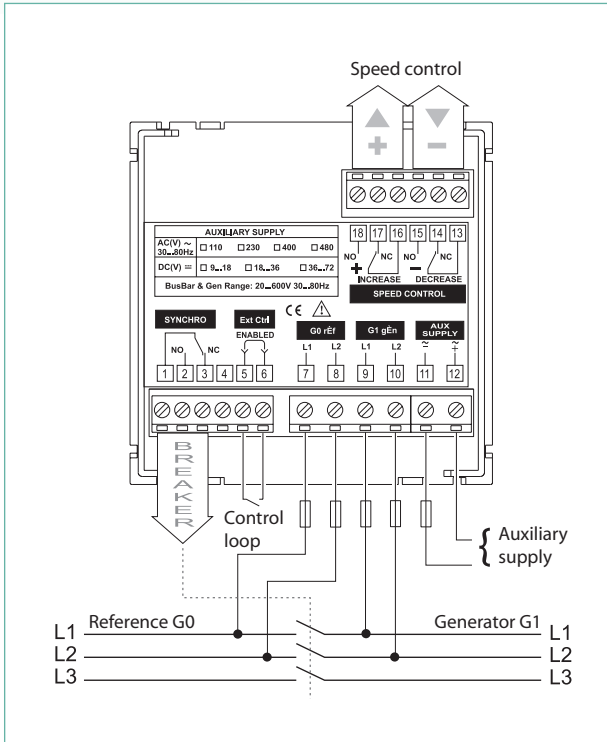 Speed control
+ −
18 17 16 15 14 13
NO NC NO NC
+ INCREASE − DECREASE
SPEED CONTROL
AUXILIARY SUPPLY
AC(V) ~ 30...80Hz □ 110 □ 230 □ 400 □ 480
DC(V) ⎓ □ 9...18 □ 18...36 □ 36...72
BusBar & Gen Range: 20...600V 30...80Hz
CE
SYNCHRO
Ext Ctrl
ENABLED
G0 rÉf
G1 gÈn
AUX SUPPLY
NO NC
L1 L2 L1 L2
1 2 3 4 5 6 7 8 9 10 11 12
BREAKER
Control
loop
Auxiliary
supply
Reference G0
Generator G1
L1 L1
L2 L2
L3 L3